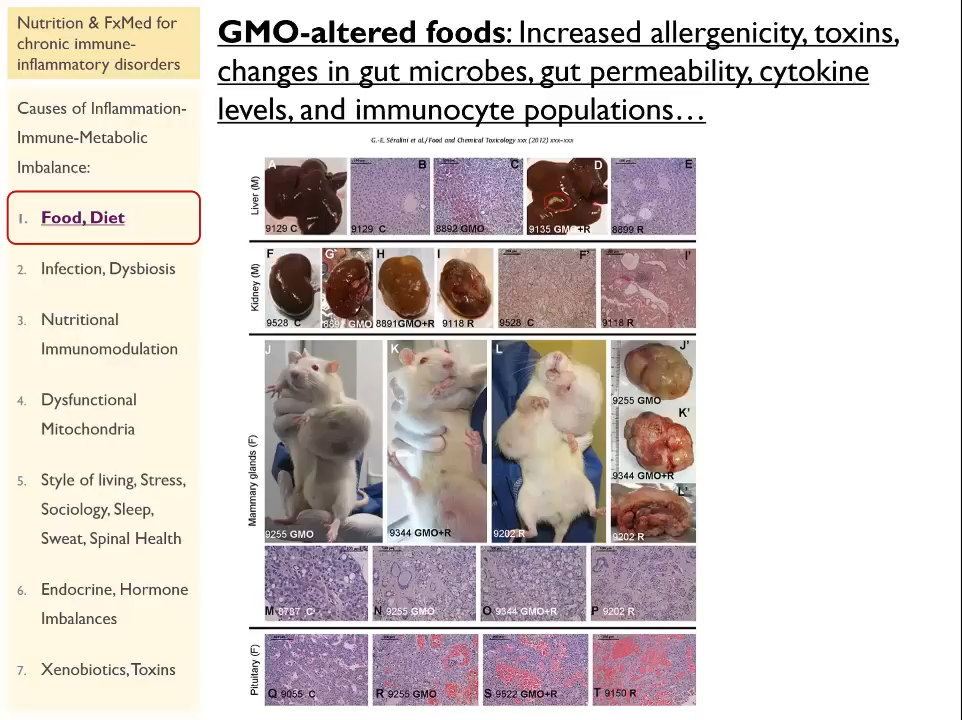 Nutrition & FxMed for
chronic immune-
inflammatory disorders
Causes of Inflammation-
Immune-Metabolic
Imbalance:
1. Food, Diet
2. Infection, Dysbiosis
3. Nutritional
Immunomodulation
4. Dysfunctional
Mitochondria
5. Style of living, Stress,
Sociology, Sleep,
Sweat, Spinal Health
6. Endocrine, Hormone
Imbalances
7. Xenobiotics, Toxins
GMO-altered foods: Increased allergenicity, toxins,
changes in gut microbes, gut permeability, cytokine
levels, and immunocyte populations…
G.-E. Séralini et al./Food and Chemical Toxicology xxx (2012) xxx–xxx
Liver (M)
A B C D E
9129 C 9129 C 8892 GMO 9135 GMO+R 8899 R
Kidney (M)
F G' H I F' I'
9528 C GMO 8891 GMO+R 9118 R 9528 C 9118 R
Mammary glands (F)
J K L J'
9255 GMO
K'
9344 GMO+R
L'
9255 GMO 9344 GMO+R 9202 R 9202 R
M 8787 C N 9255 GMO O 9344 GMO+R P 9202 R
Pituitary (F)
Q 9055 C R 9255 GMO S 9522 GMO+R T 9150 R